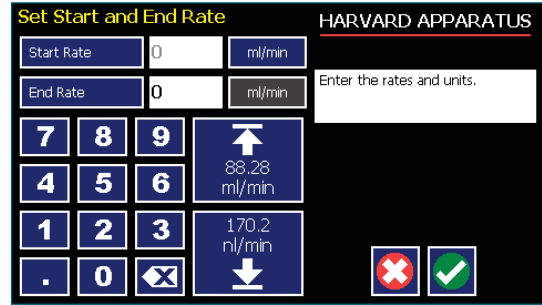 Set Start and End Rate
HARVARD APPARATUS
Start Rate 0 ml/min
End Rate 0 ml/min
Enter the rates and units.
7 8 9
88.28
ml/min
4 5 6
1 2 3
170.2
nl/min
. 0